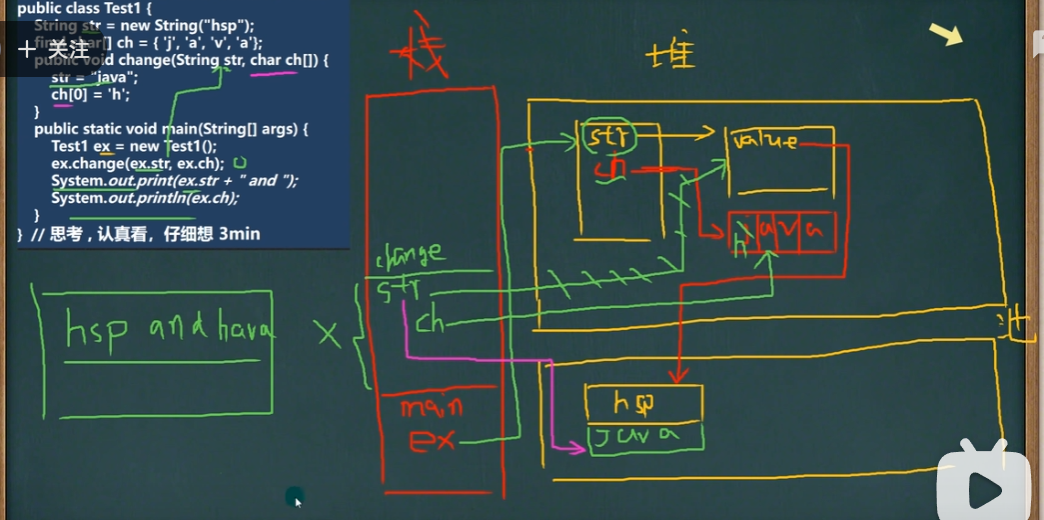 public class Test1 {
String str = new String("hsp");
final char[] ch = { 'j', 'a', 'v', 'a'};
+ 关注
public void change(String str, char ch[]) {
str = "java";
ch[0] = 'h';
}
public static void main(String[] args) {
Test1 ex = new Test1();
ex.change(ex.str, ex.ch);
System.out.print(ex.str + " and ");
System.out.println(ex.ch);
}
} // 思考 , 认真看，仔细想 3min
栈
堆
str
ch
value
j a v a
h
change
str
ch
hsp and hava
main
ex
hsp
java